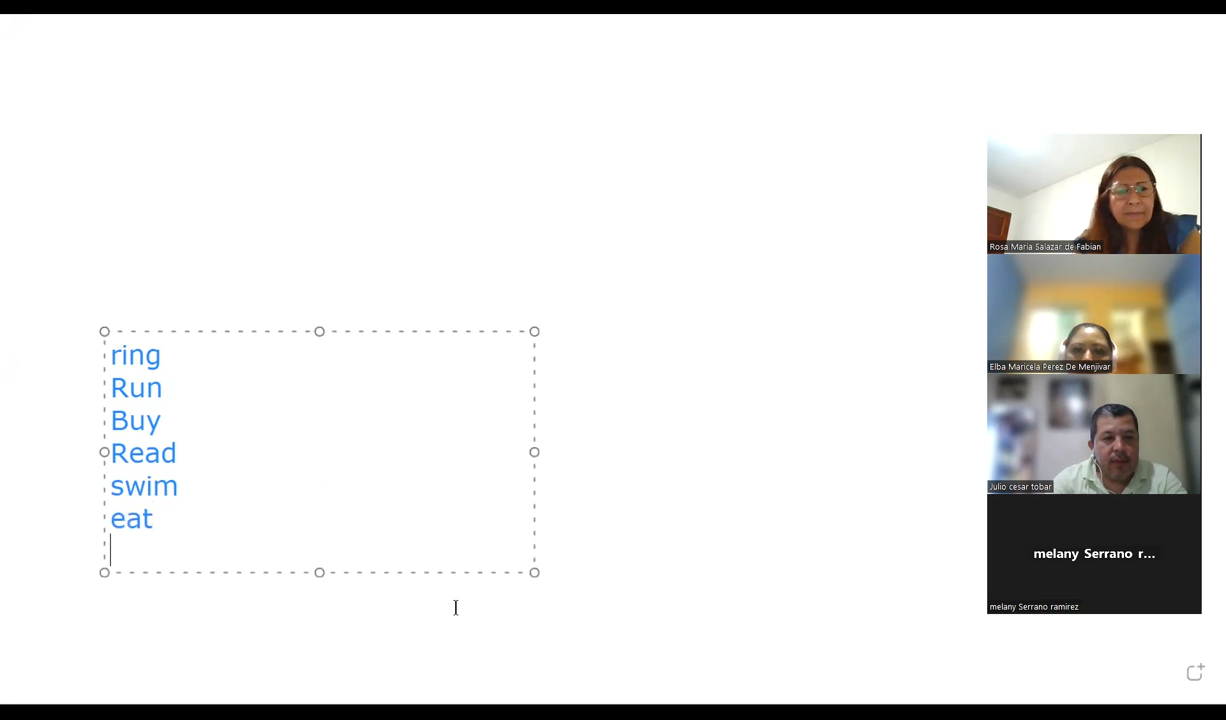 ring
Run
Buy
Read
swim
eat
Rosa Maria Salazar de Fabian
Elba Maricela Perez De Menjivar
Julio cesar tobar
melany Serrano r...
melany Serrano ramirez